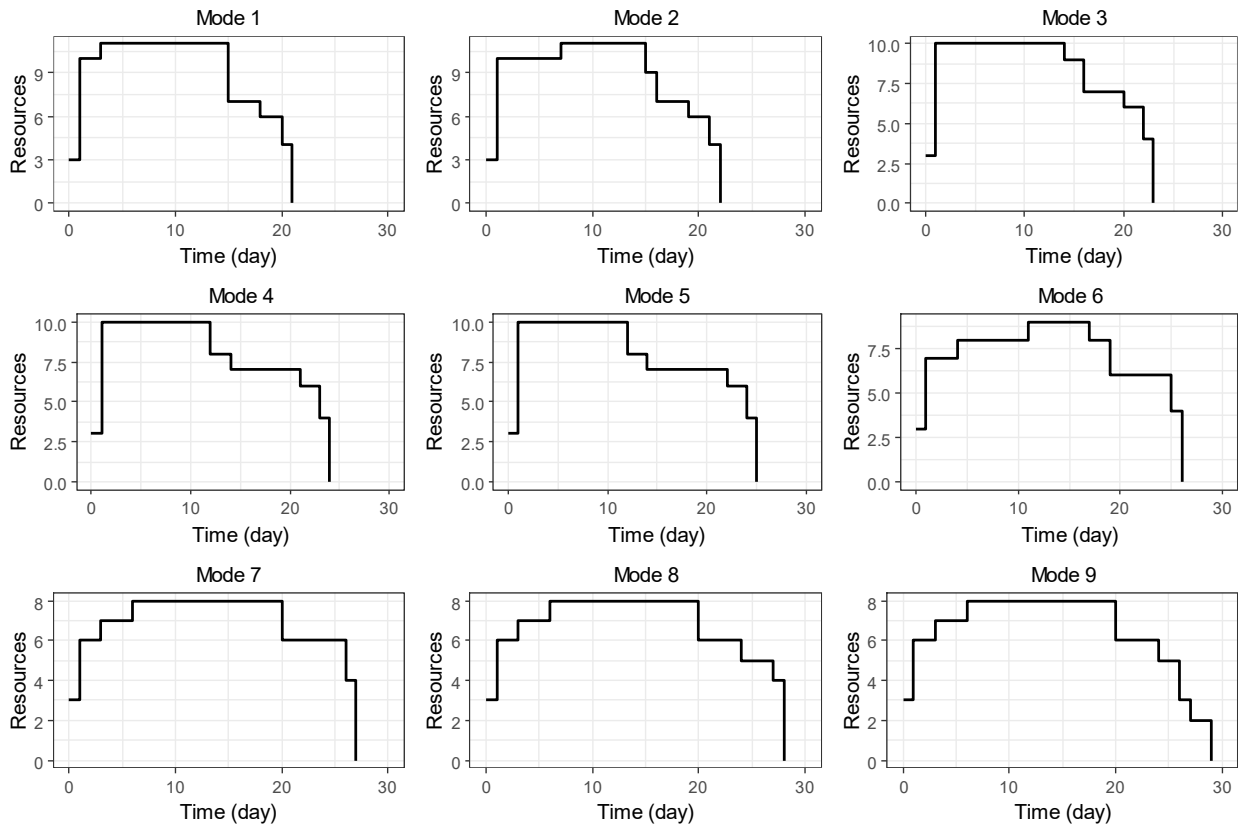 Mode 1
Resources
9
6
3
0
0 10 20 30
Time (day)
Mode 2
Resources
9
6
3
0
0 10 20 30
Time (day)
Mode 3
Resources
10.0
7.5
5.0
2.5
0.0
0 10 20 30
Time (day)
Mode 4
Resources
10.0
7.5
5.0
2.5
0.0
0 10 20 30
Time (day)
Mode 5
Resources
10.0
7.5
5.0
2.5
0.0
0 10 20 30
Time (day)
Mode 6
Resources
7.5
5.0
2.5
0.0
0 10 20 30
Time (day)
Mode 7
Resources
8
6
4
2
0
0 10 20 30
Time (day)
Mode 8
Resources
8
6
4
2
0
0 10 20 30
Time (day)
Mode 9
Resources
8
6
4
2
0
0 10 20 30
Time (day)